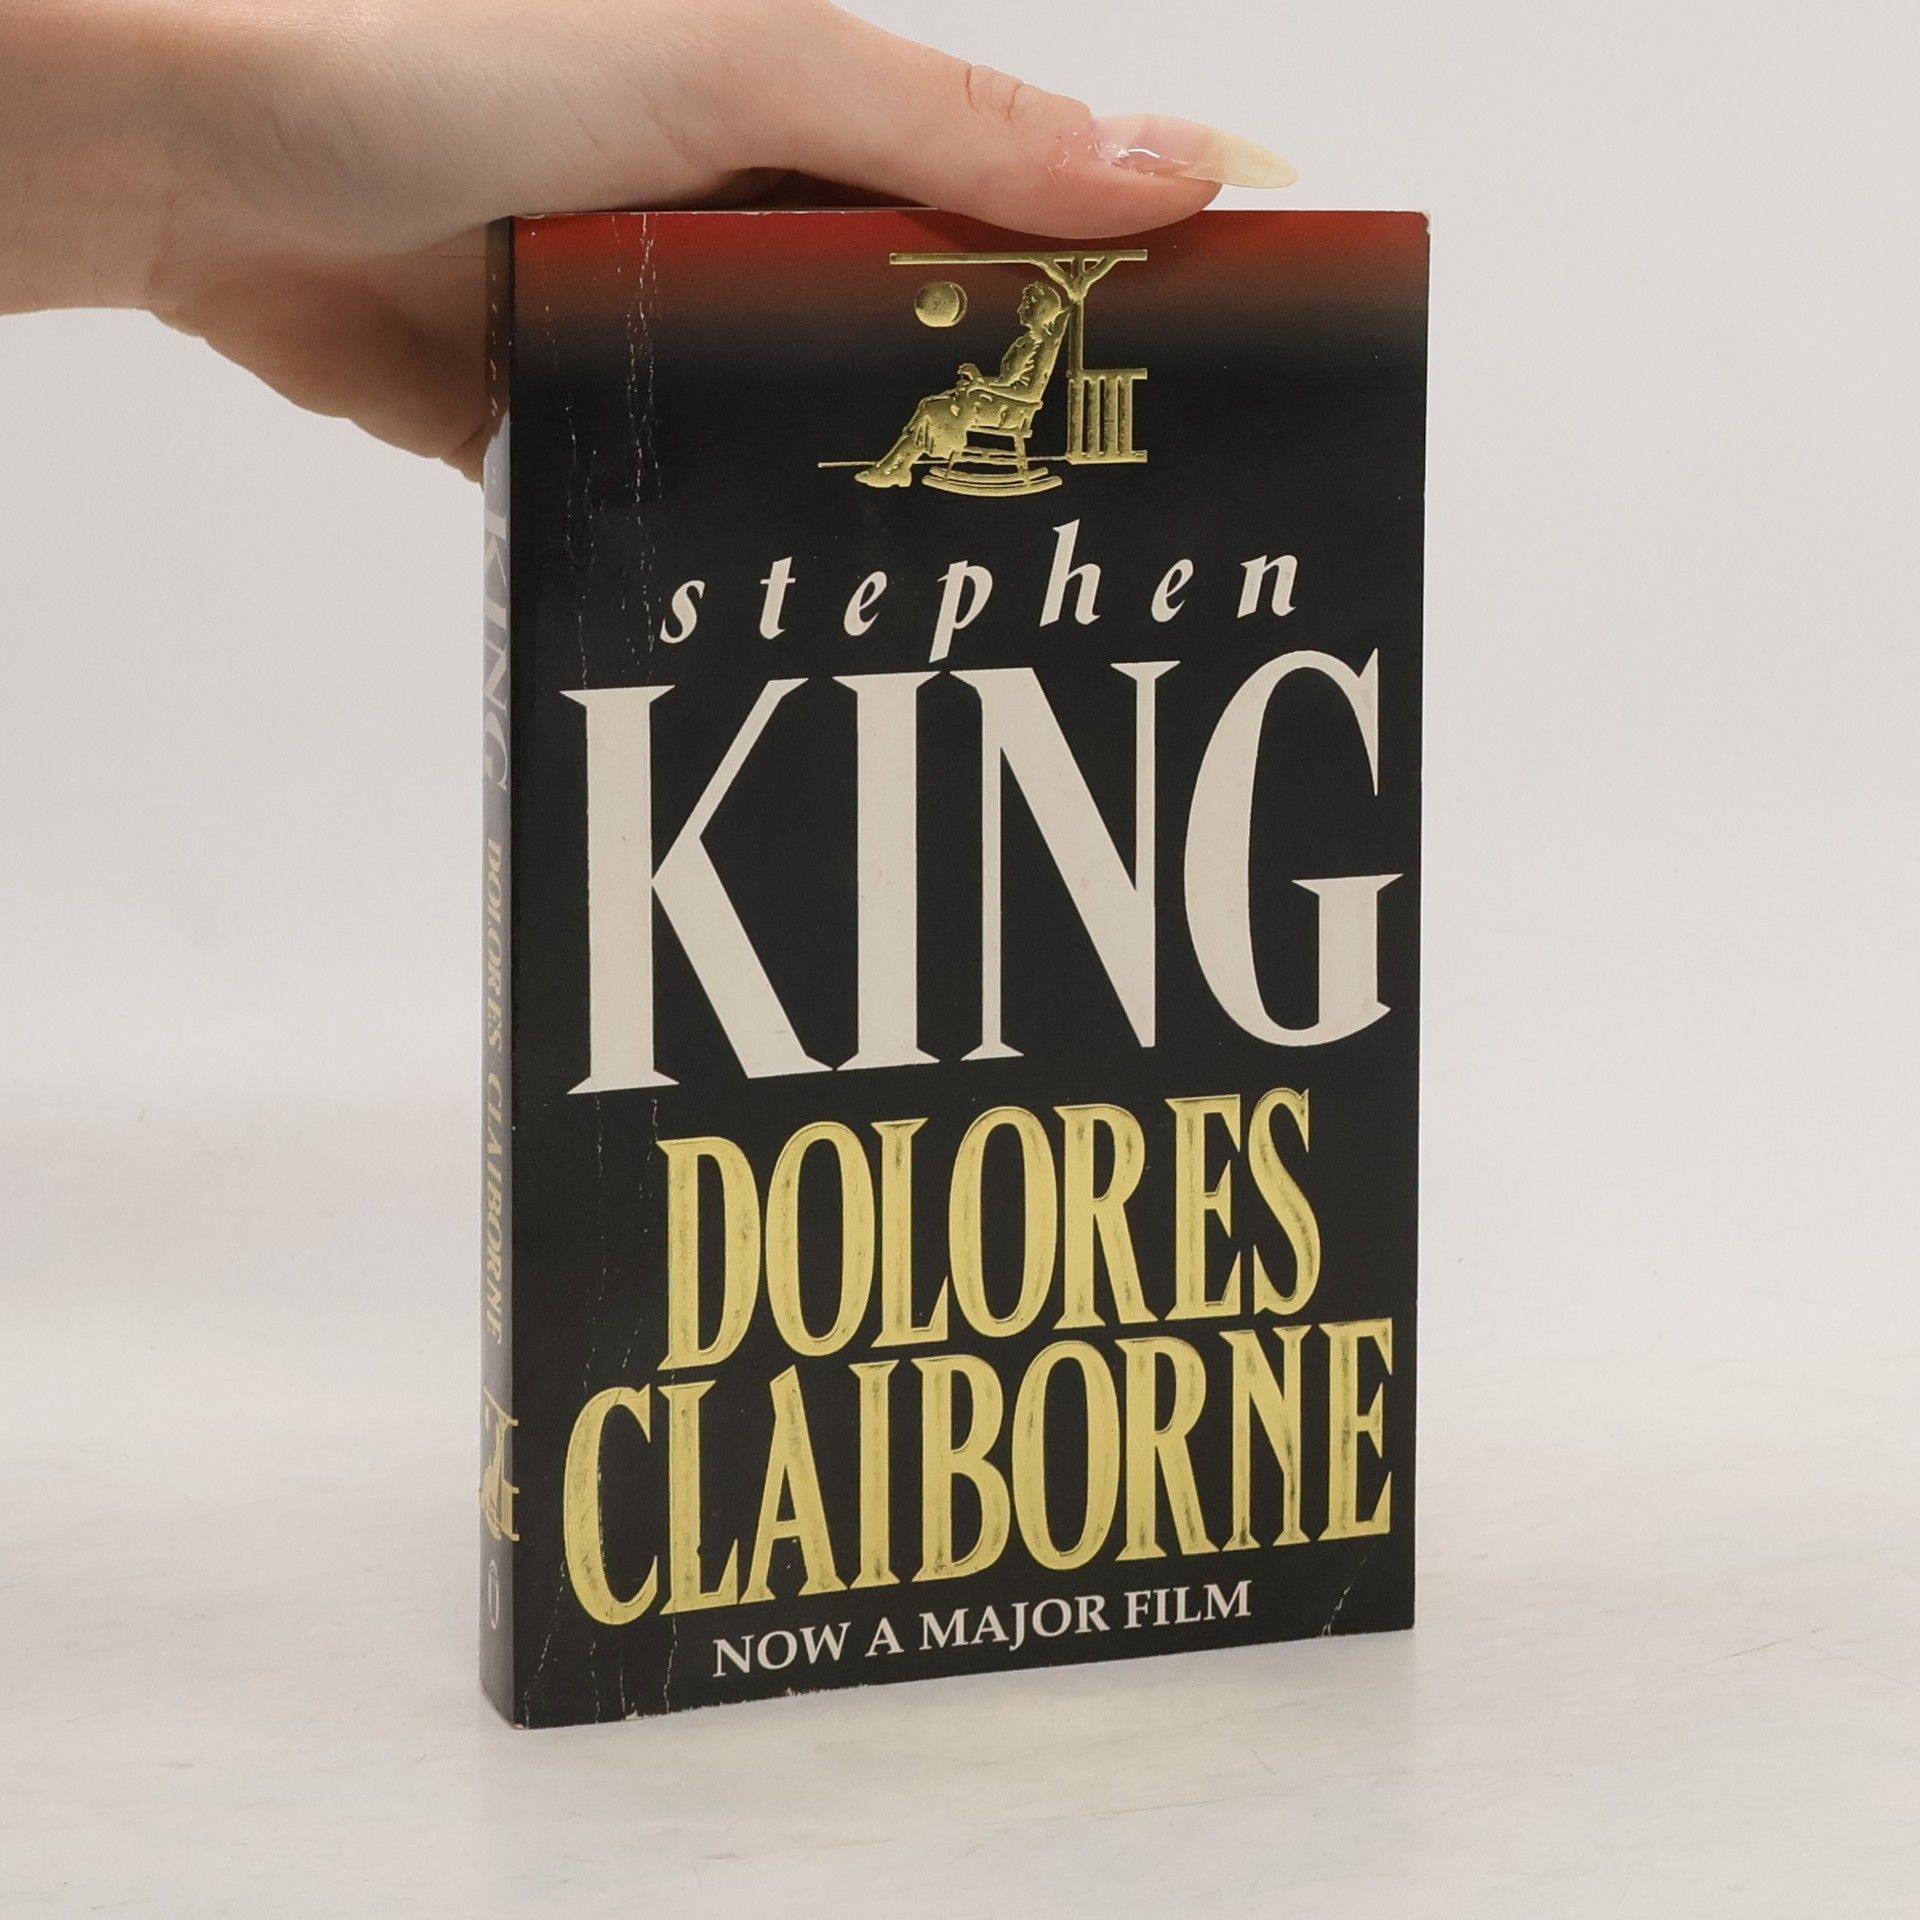 stephen
KING
DOLORES
CLAIBORNE
NOW A MAJOR FILM
KING DOLORES CLAIBORNE